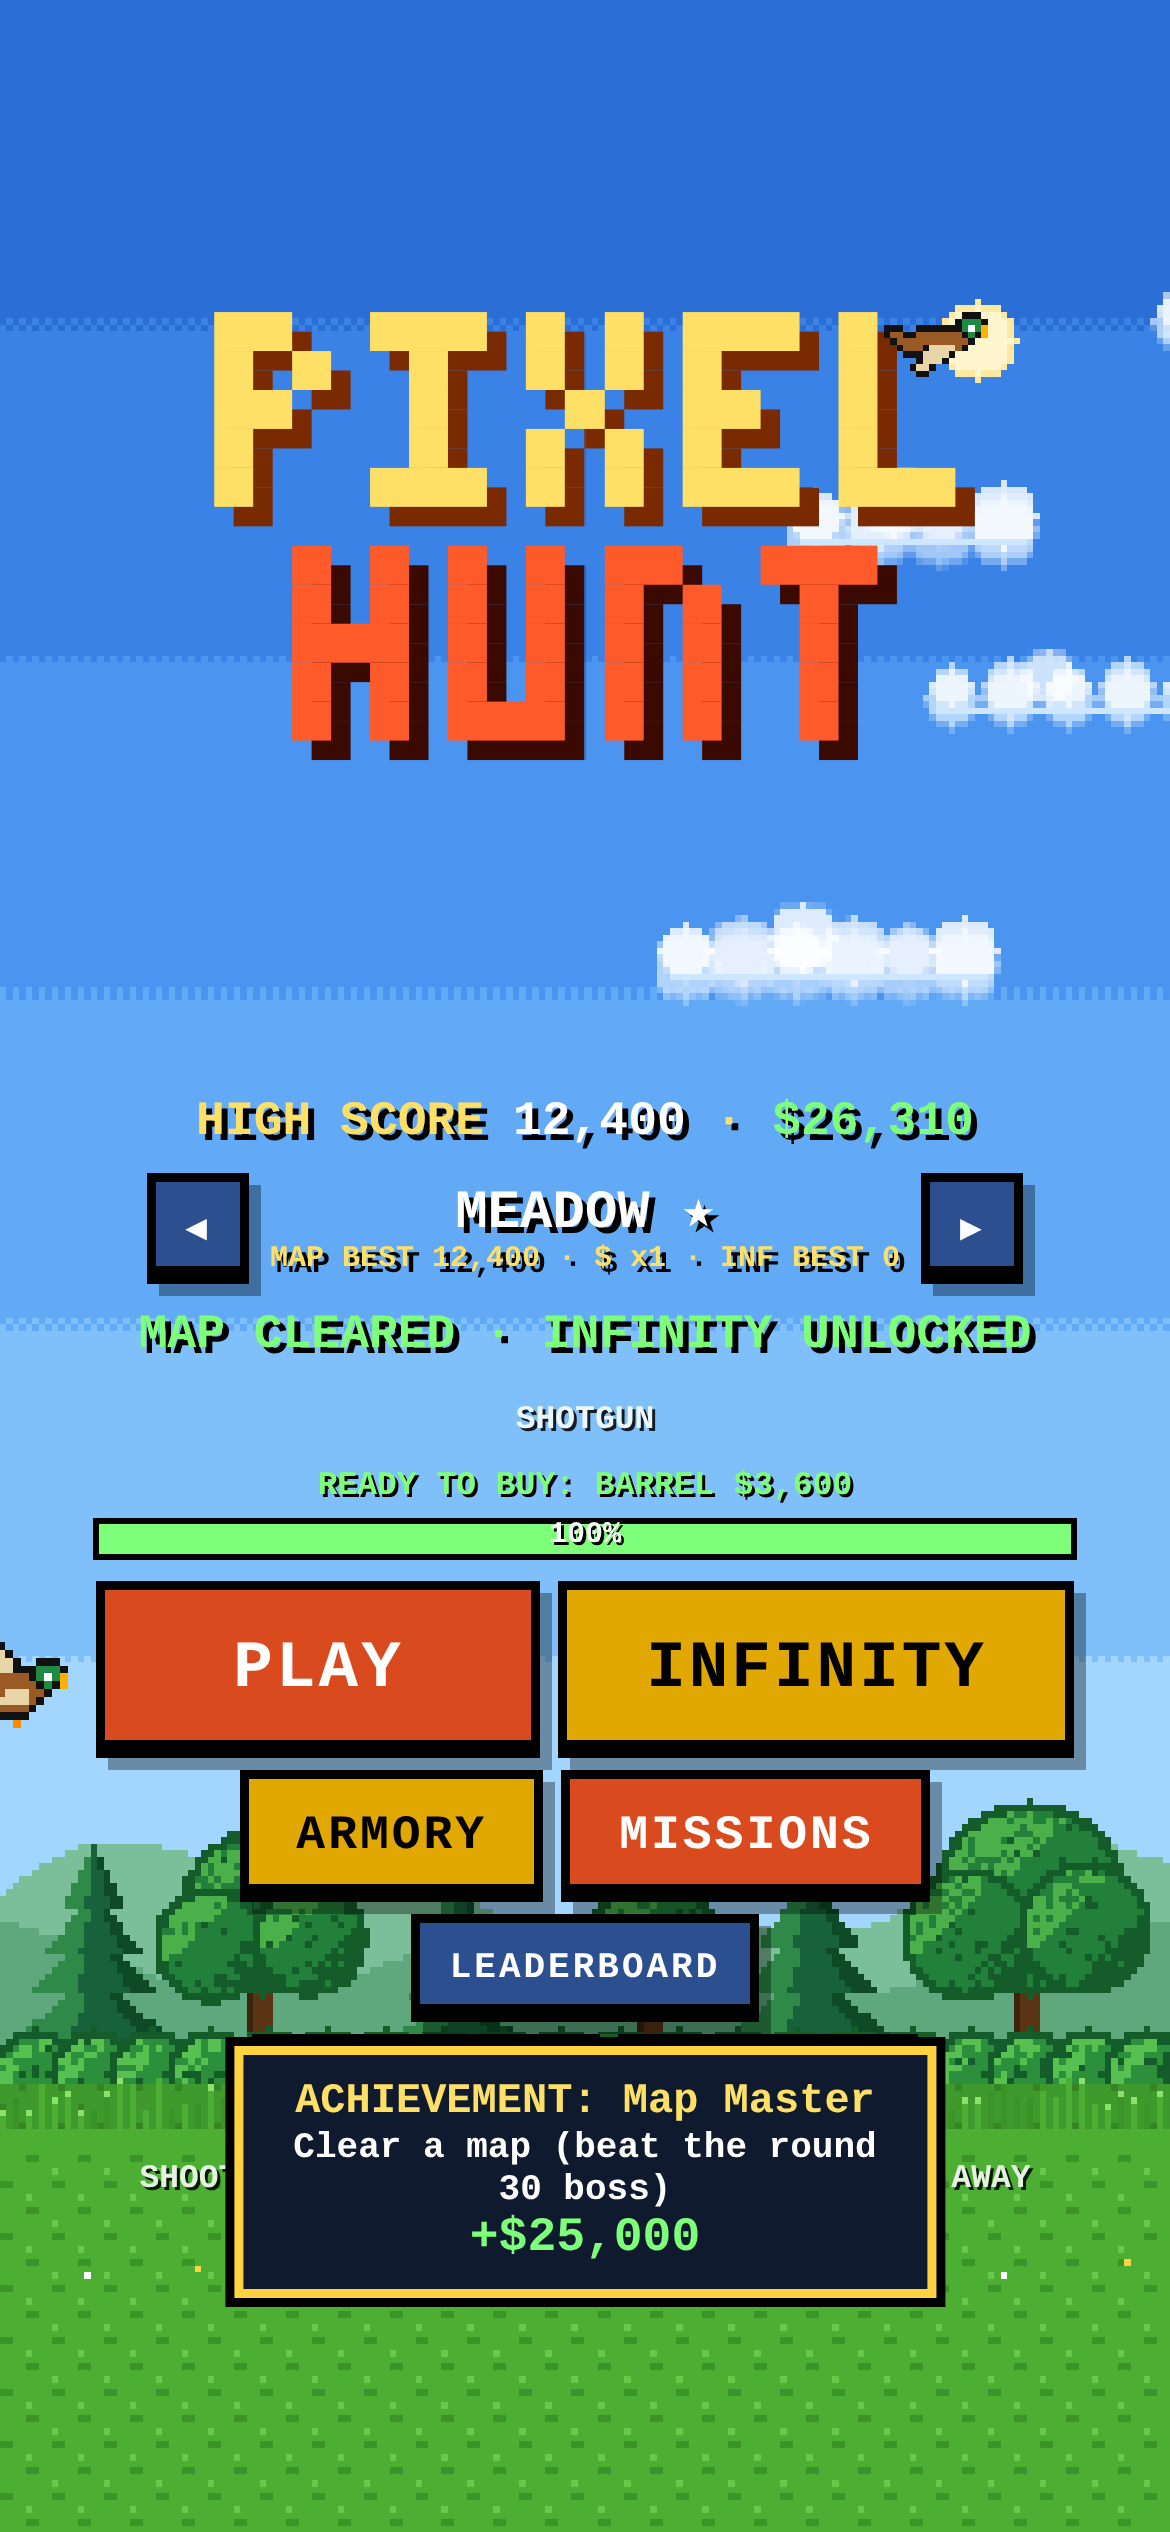 PIXEL
HUNT
HIGH SCORE 12,400 · $26,310
◀ MEADOW ★ ▶
MAP BEST 12,400 · $ x1 · INF BEST 0
MAP CLEARED · INFINITY UNLOCKED
SHOTGUN
READY TO BUY: BARREL $3,600
100%
PLAY INFINITY
ARMORY MISSIONS
LEADERBOARD
ACHIEVEMENT: Map Master
Clear a map (beat the round
30 boss)
+$25,000
SHOOT AWAY